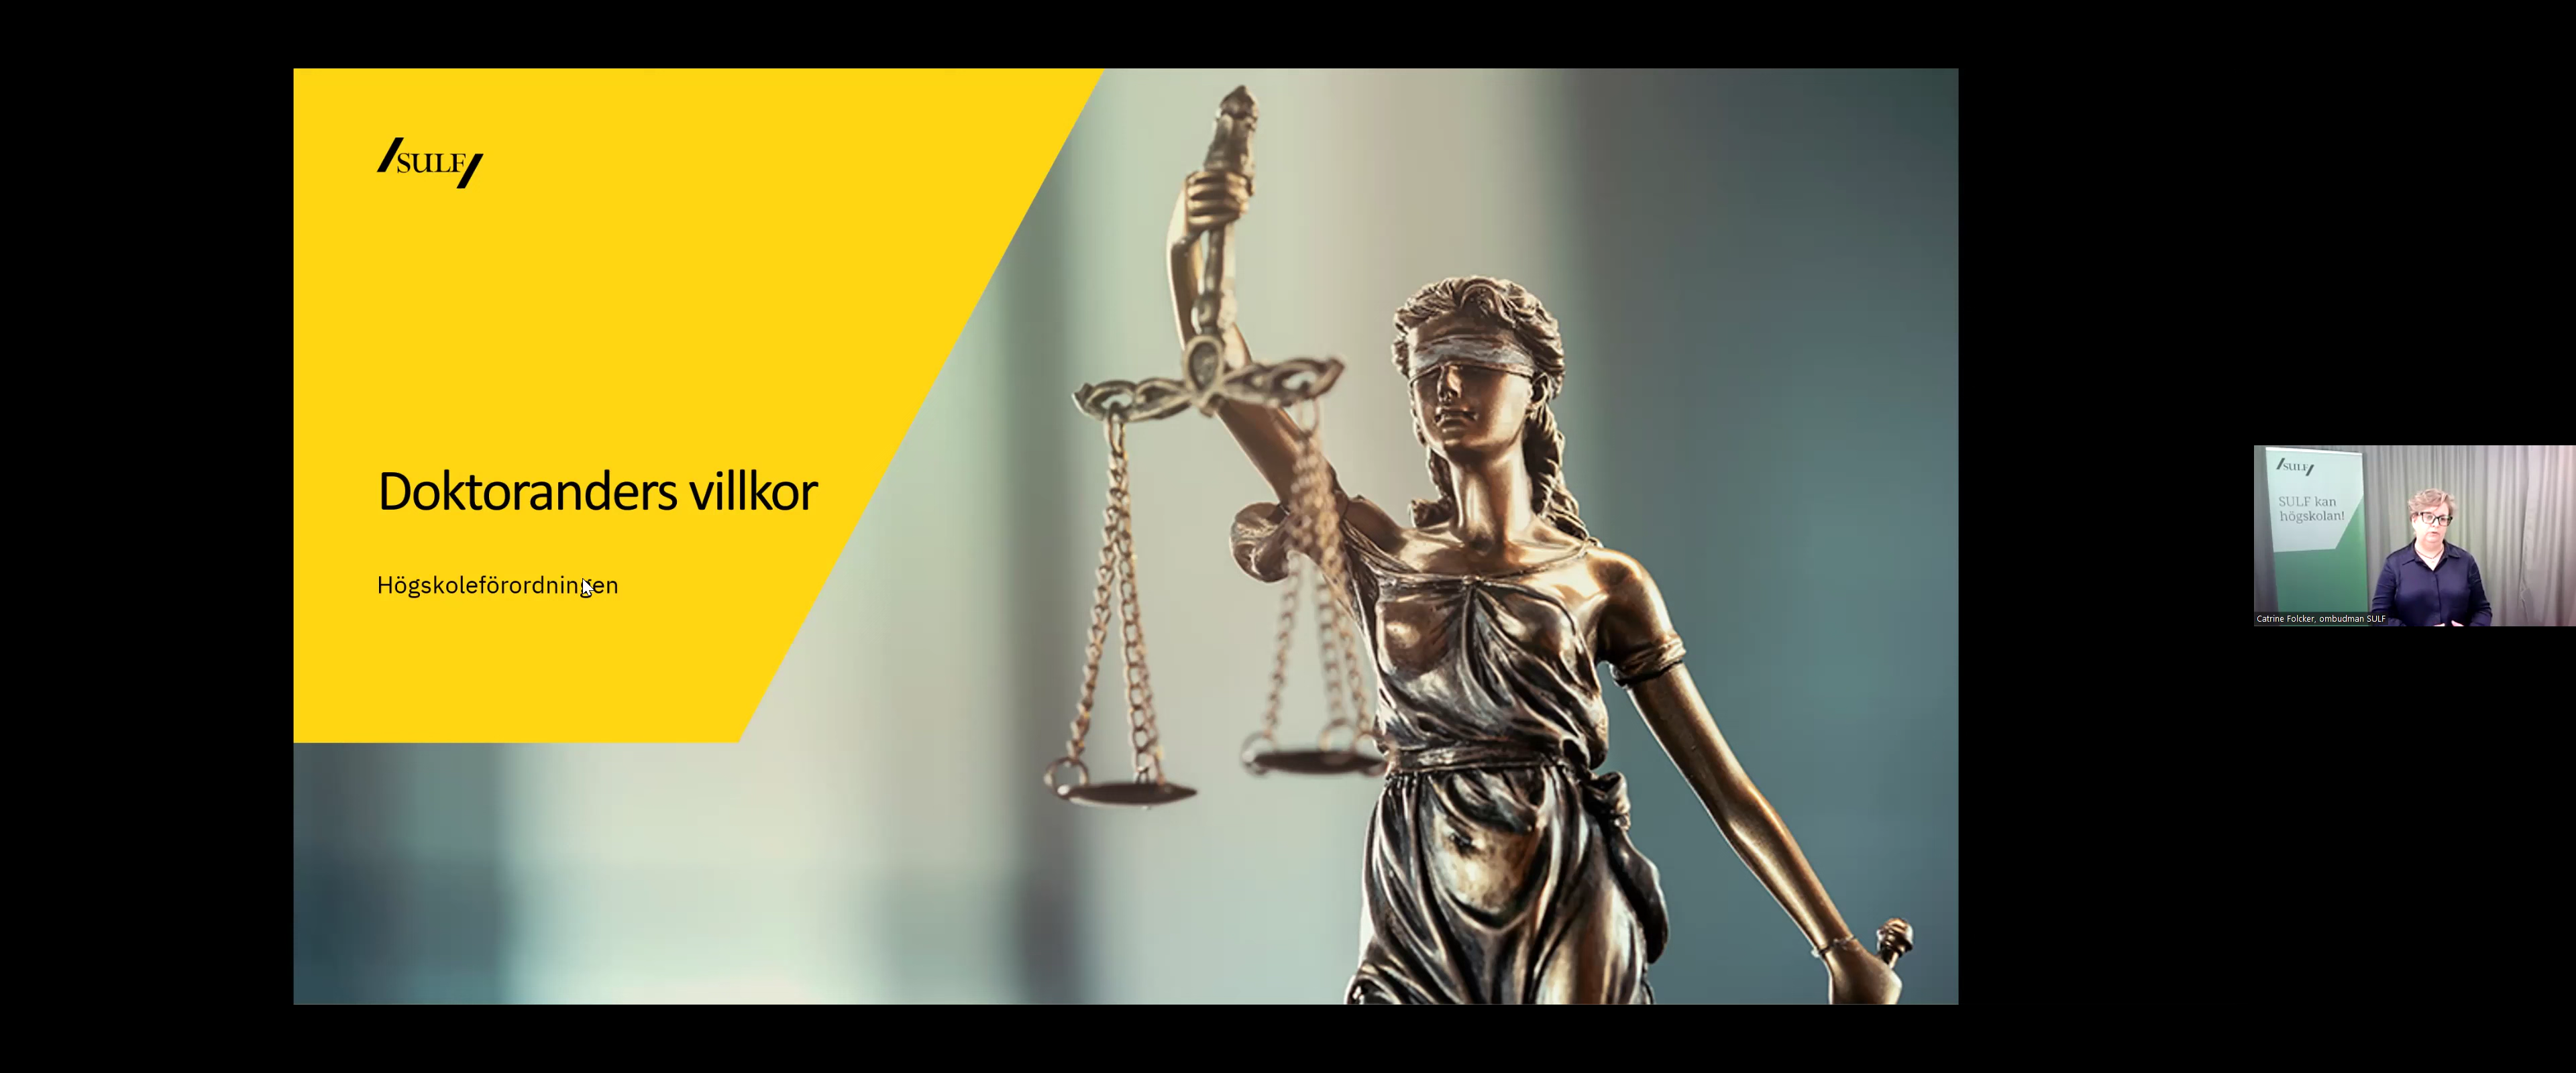 SULF
Doktoranders villkor
Högskoleförordningen
SULF
SULF kan
högskolan!
Catrine Folcker, ombudman SULF